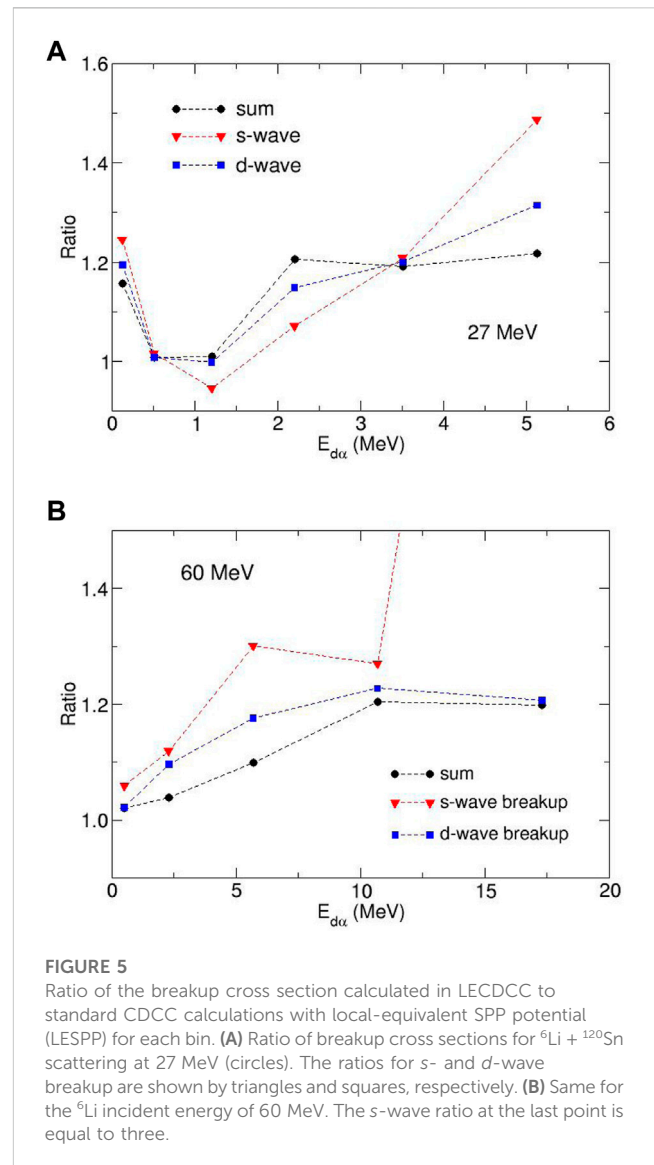 A
1.6
sum
s-wave
d-wave
1.4
Ratio
1.2
27 MeV
1
0 1 2 3 4 5 6
E_dα (MeV)
B
60 MeV
1.4
Ratio
1.2
sum
s-wave breakup
d-wave breakup
1.0
0 5 10 15 20
E_dα (MeV)
FIGURE 5
Ratio of the breakup cross section calculated in LECDCC to
standard CDCC calculations with local-equivalent SPP potential
(LESPP) for each bin. (A) Ratio of breakup cross sections for ⁶Li + ¹²⁰Sn
scattering at 27 MeV (circles). The ratios for s- and d-wave
breakup are shown by triangles and squares, respectively. (B) Same for
the ⁶Li incident energy of 60 MeV. The s-wave ratio at the last point is
equal to three.